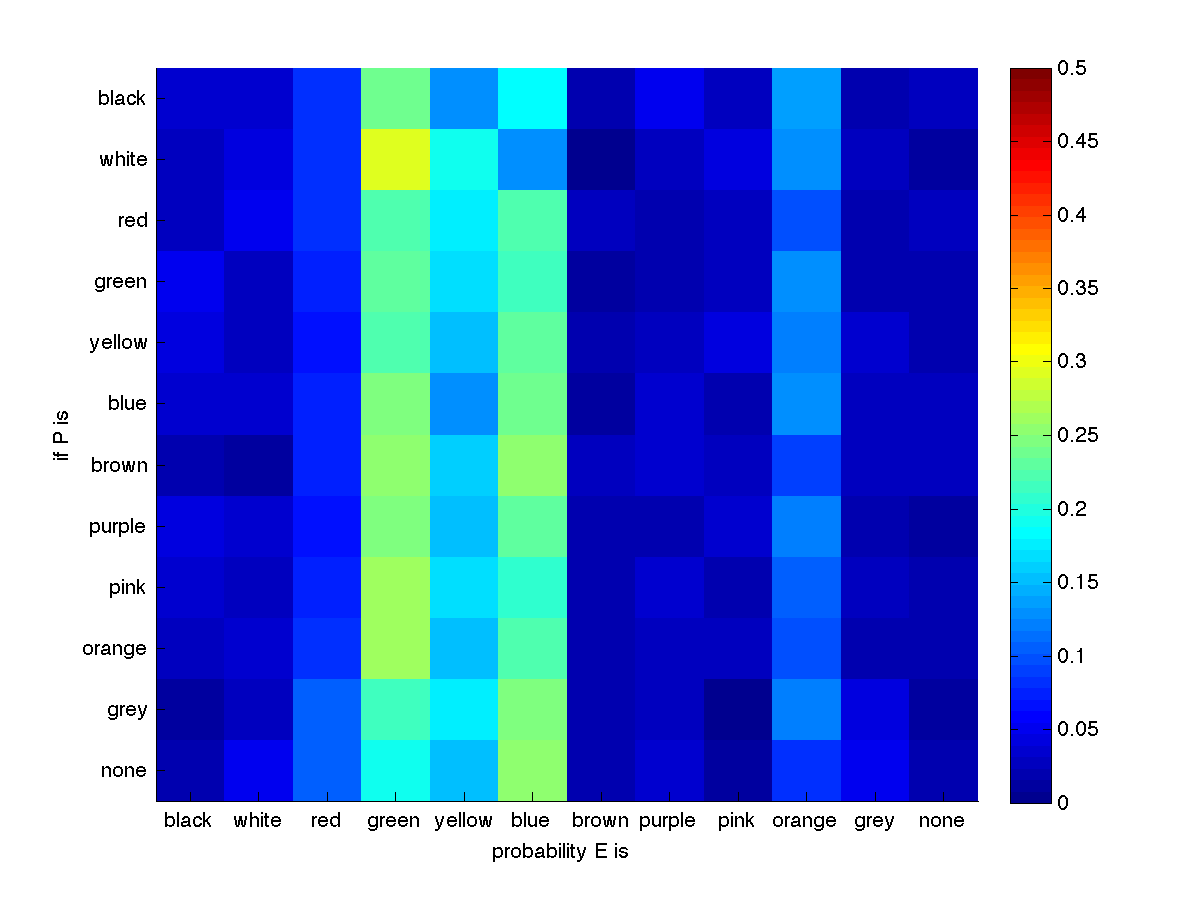 black
white
red
green
yellow
blue
brown
purple
pink
orange
grey
none
if P is
black white red green yellow blue brown purple pink orange grey none
probability E is
0.5
0.45
0.4
0.35
0.3
0.25
0.2
0.15
0.1
0.05
0